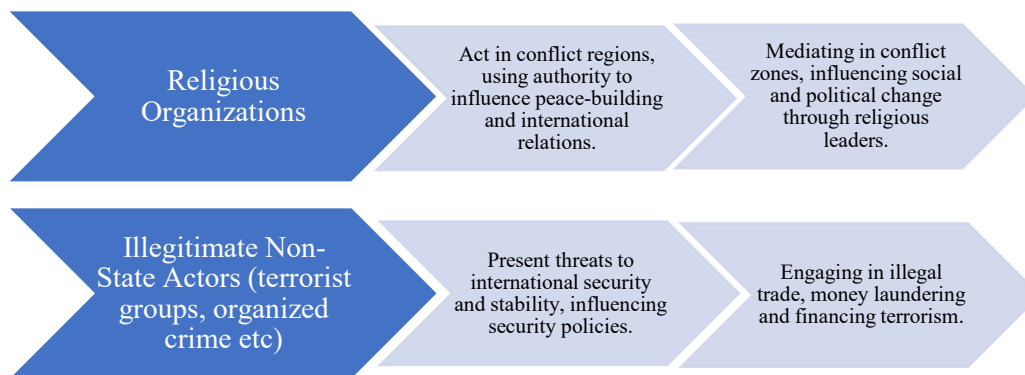 Religious
Organizations
Act in conflict regions,
using authority to
influence peace-building
and international
relations.
Mediating in conflict
zones, influencing social
and political change
through religious
leaders.
Illegitimate Non-
State Actors (terrorist
groups, organized
crime etc)
Present threats to
international security
and stability, influencing
security policies.
Engaging in illegal
trade, money laundering
and financing terrorism.